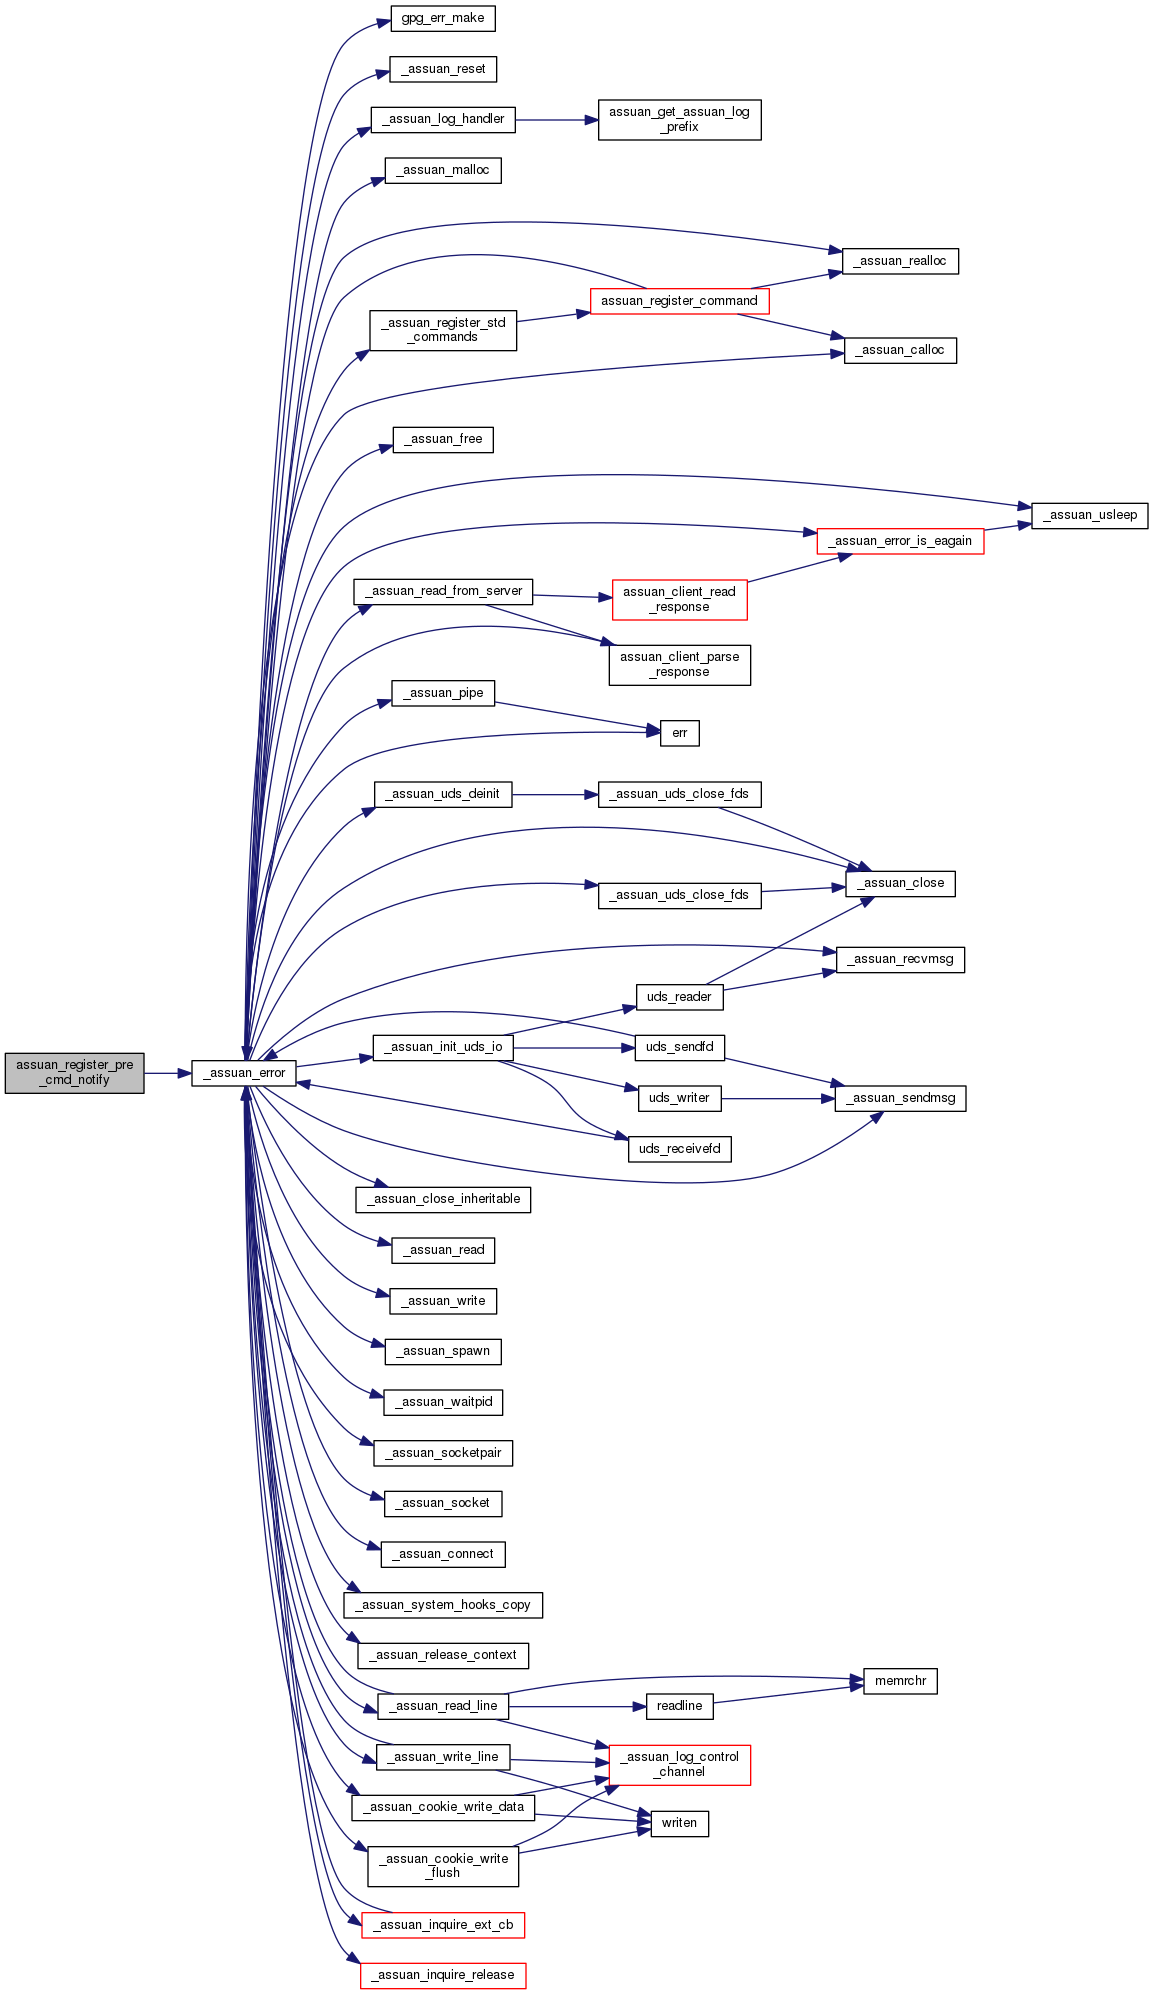 gpg_err_make
_assuan_reset
_assuan_log_handler
assuan_get_assuan_log
_prefix
_assuan_malloc
_assuan_realloc
assuan_register_command
_assuan_register_std
_commands
_assuan_calloc
_assuan_free
_assuan_usleep
_assuan_error_is_eagain
_assuan_read_from_server
assuan_client_read
_response
assuan_client_parse
_response
_assuan_pipe
err
_assuan_uds_deinit
_assuan_uds_close_fds
_assuan_close
_assuan_uds_close_fds
_assuan_recvmsg
uds_reader
_assuan_init_uds_io
uds_sendfd
assuan_register_pre
_cmd_notify
_assuan_error
uds_writer
_assuan_sendmsg
uds_receivefd
_assuan_close_inheritable
_assuan_read
_assuan_write
_assuan_spawn
_assuan_waitpid
_assuan_socketpair
_assuan_socket
_assuan_connect
_assuan_system_hooks_copy
_assuan_release_context
memrchr
_assuan_read_line
readline
_assuan_write_line
_assuan_log_control
_channel
_assuan_cookie_write_data
writen
_assuan_cookie_write
_flush
_assuan_inquire_ext_cb
_assuan_inquire_release